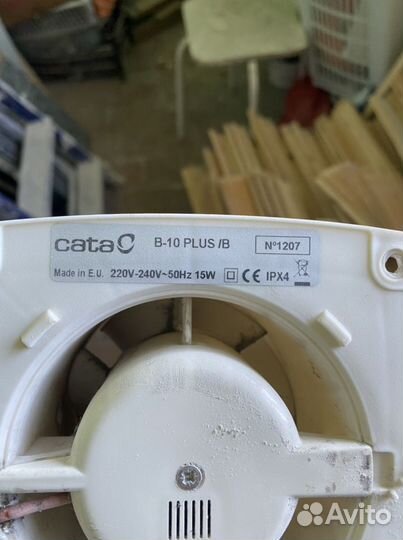 cata B-10 PLUS /B Nº1207
Made in E.U. 220V-240V~50Hz 15W CE IPX4
Avito